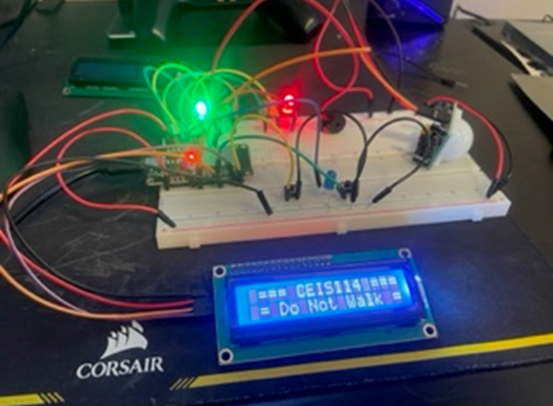 === CEIS114 ===
= Do Not Walk =
CORSAIR